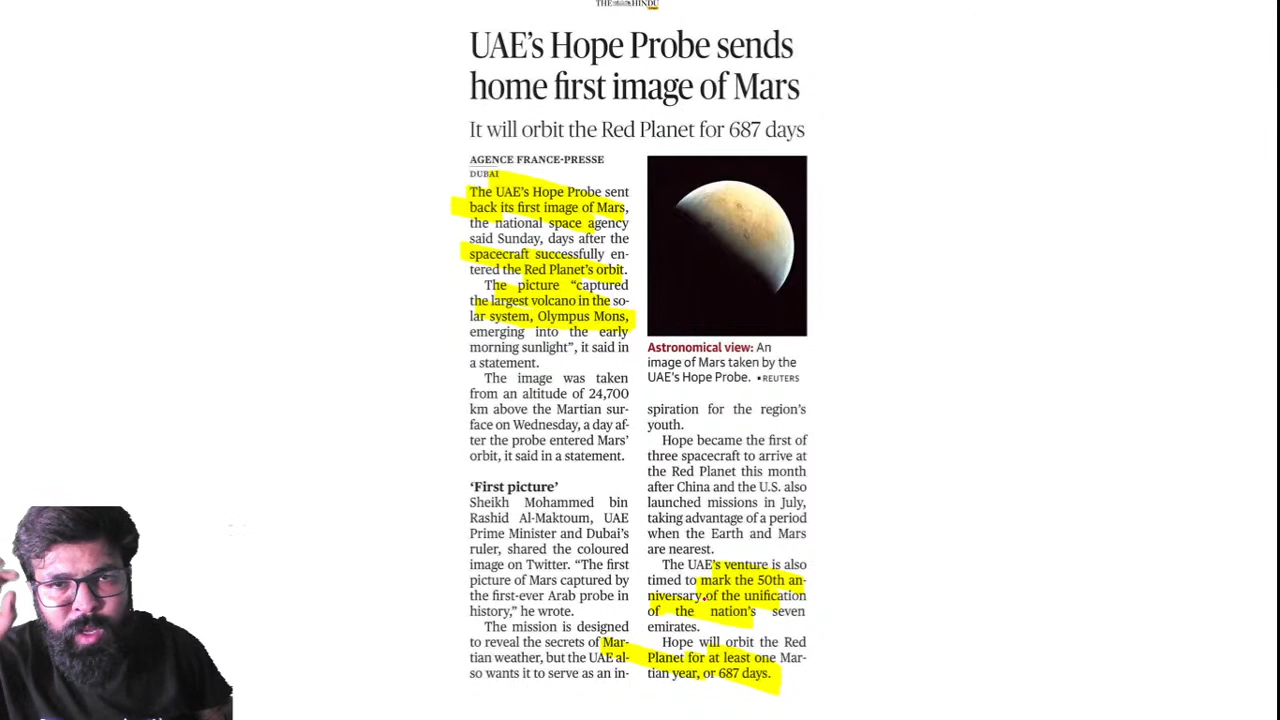 THE HINDU
UAE's Hope Probe sends
home first image of Mars
It will orbit the Red Planet for 687 days
AGENCE FRANCE-PRESSE
DUBAI
The UAE's Hope Probe sent
back its first image of Mars,
the national space agency
said Sunday, days after the
spacecraft successfully en-
tered the Red Planet's orbit.
The picture “captured
the largest volcano in the so-
lar system, Olympus Mons,
emerging into the early
morning sunlight”, it said in
a statement.
The image was taken
from an altitude of 24,700
km above the Martian sur-
face on Wednesday, a day af-
ter the probe entered Mars’
orbit, it said in a statement.
‘First picture’
Sheikh Mohammed bin
Rashid Al-Maktoum, UAE
Prime Minister and Dubai's
ruler, shared the coloured
image on Twitter. “The first
picture of Mars captured by
the first-ever Arab probe in
history,” he wrote.
The mission is designed
to reveal the secrets of Mar-
tian weather, but the UAE al-
so wants it to serve as an in-
Astronomical view: An
image of Mars taken by the
UAE's Hope Probe. ▪REUTERS
spiration for the region's
youth.
Hope became the first of
three spacecraft to arrive at
the Red Planet this month
after China and the U.S. also
launched missions in July,
taking advantage of a period
when the Earth and Mars
are nearest.
The UAE's venture is also
timed to mark the 50th an-
niversary of the unification
of the nation's seven
emirates.
Hope will orbit the Red
Planet for at least one Mar-
tian year, or 687 days.